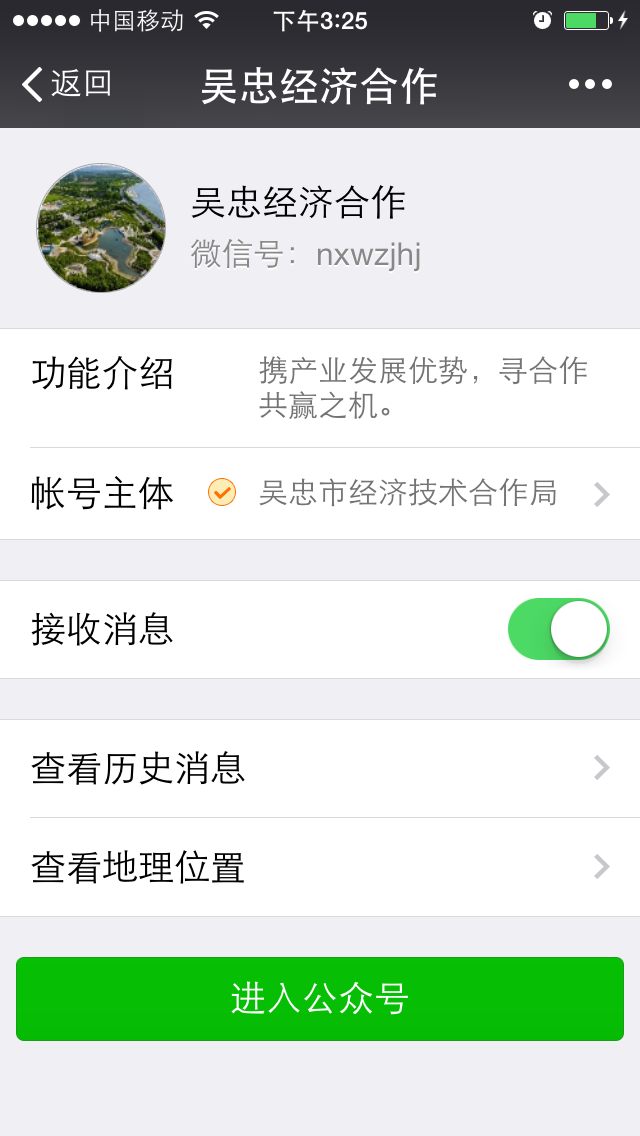 中国移动 下午3:25
返回 吴忠经济合作
吴忠经济合作
微信号：nxwzjhj
功能介绍 携产业发展优势，寻合作
共赢之机。
帐号主体 吴忠市经济技术合作局
接收消息
查看历史消息
查看地理位置
进入公众号